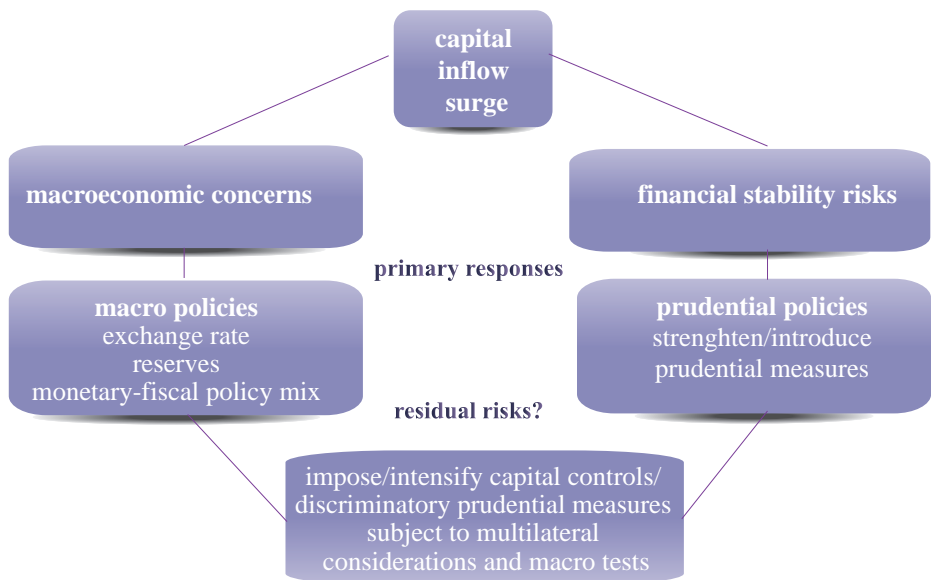 capital
inflow
surge
macroeconomic concerns
financial stability risks
primary responses
macro policies
exchange rate
reserves
monetary-fiscal policy mix
prudential policies
strenghten/introduce
prudential measures
residual risks?
impose/intensify capital controls/
discriminatory prudential measures
subject to multilateral
considerations and macro tests